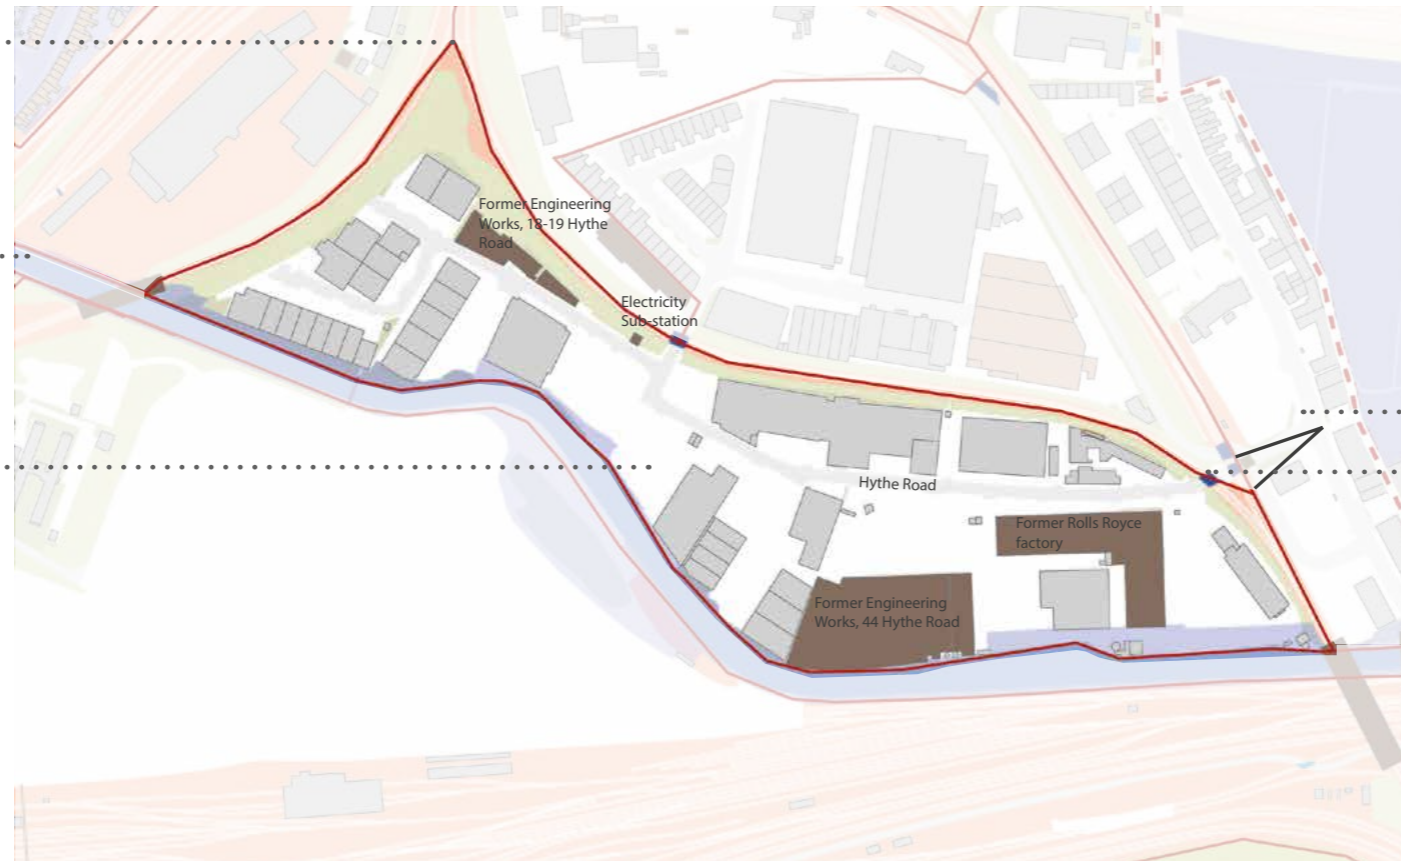 Former Engineering
Works, 18-19 Hythe
Road
Electricity
Sub-station
Hythe Road
Former Rolls Royce
factory
Former Engineering
Works, 44 Hythe Road